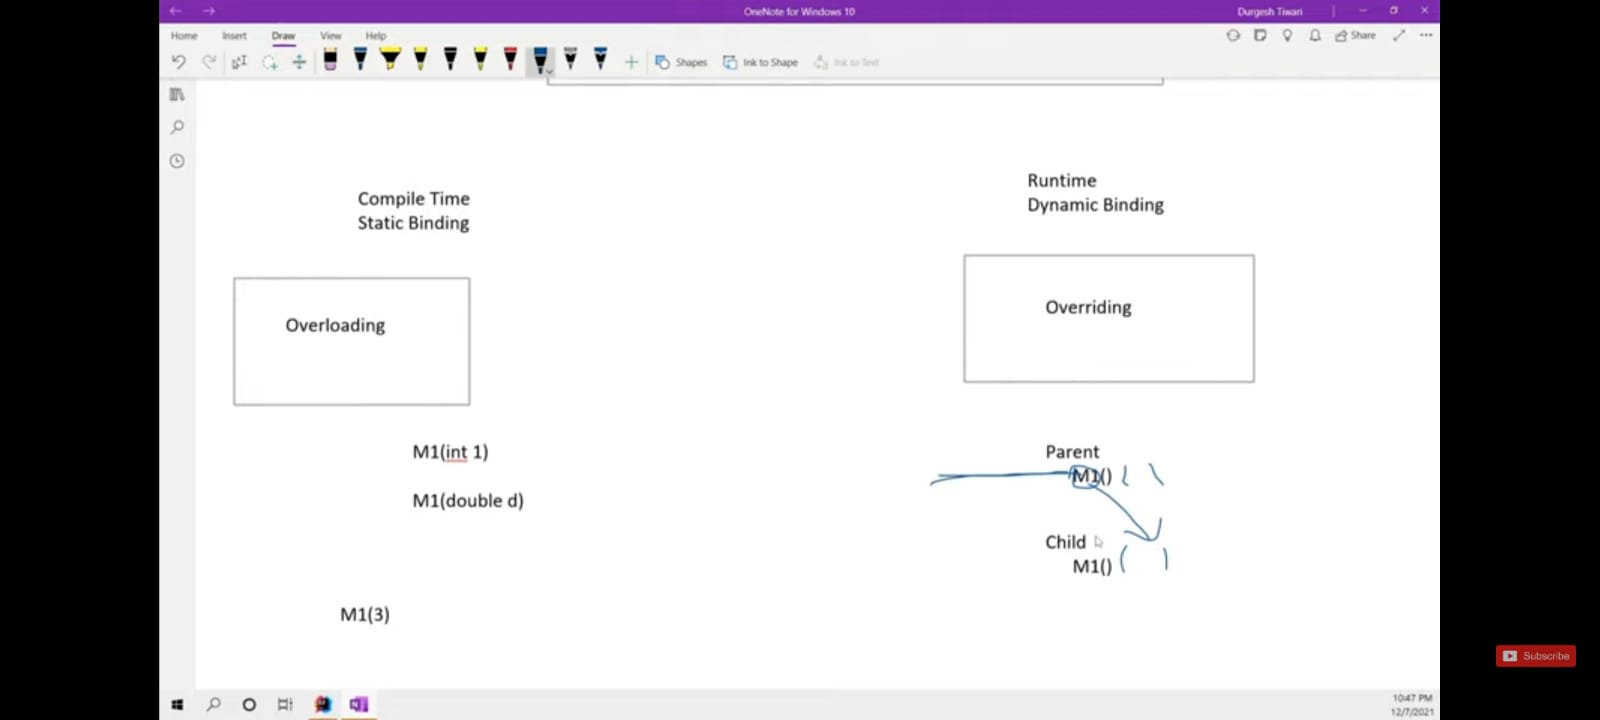 OneNote for Windows 10
Durgesh Tiwari
Home Insert Draw View Help
Share
Shapes Ink to Shape Ink to Text
Compile Time
Static Binding
Overloading
M1(int 1)
M1(double d)
M1(3)
Runtime
Dynamic Binding
Overriding
Parent
M1() ( )
Child
M1() ( )
Subscribe
10:47 PM
12/7/2021